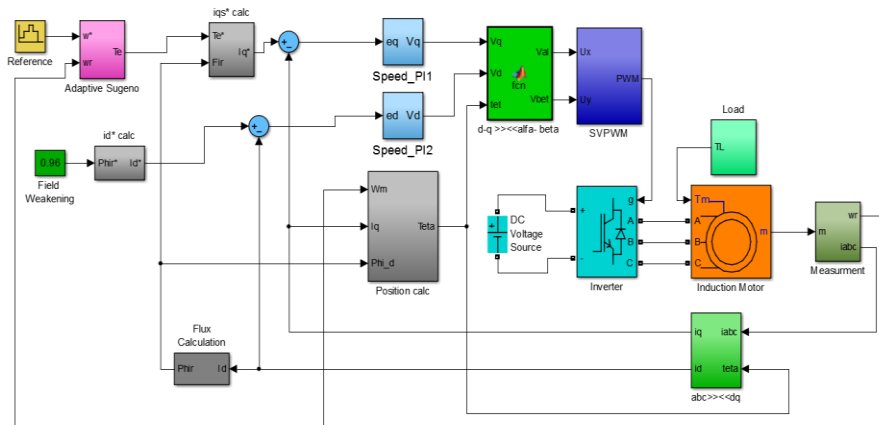 iqs* calc
w*
wr
Te
Te*
Fir
Iq*
Reference
Adaptive Sugeno
eq
Vq
Speed_PI1
Vq
Vd
tet
fcn
Val
Vbet
d-q >><<alfa- beta
Ux
Uy
PWM
SVPWM
Load
TL
id* calc
ed
Vd
Speed_PI2
0.96
Phir*
Id*
Field
Weakening
Wm
Iq
Phi_d
Teta
Position calc
DC
Voltage
Source
+
-
g
A
B
C
Inverter
Tm
A
B
C
m
Induction Motor
m
wr
iabc
Measurment
Flux
Calculation
Phir
Id
iq
id
iabc
teta
abc>><<dq